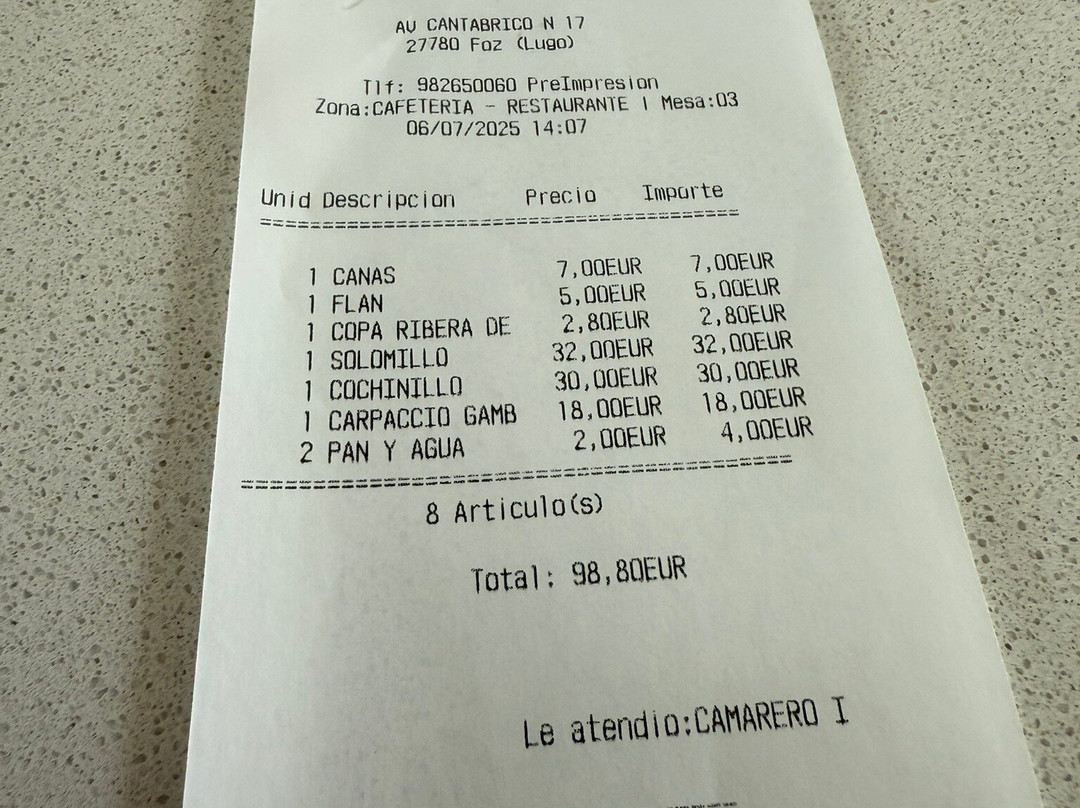 AV CANTABRICO N 17
27780 Foz (Lugo)
Tlf: 982650060 PreImpresion
Zona:CAFETERIA - RESTAURANTE | Mesa:03
06/07/2025 14:07
Unid Descripcion Precio Importe
1 CANAS 7,00EUR 7,00EUR
1 FLAN 5,00EUR 5,00EUR
1 COPA RIBERA DE 2,80EUR 2,80EUR
1 SOLOMILLO 32,00EUR 32,00EUR
1 COCHINILLO 30,00EUR 30,00EUR
1 CARPACCIO GAMB 18,00EUR 18,00EUR
2 PAN Y AGUA 2,00EUR 4,00EUR
8 Articulo(s)
Total: 98,80EUR
Le atendio:CAMARERO I